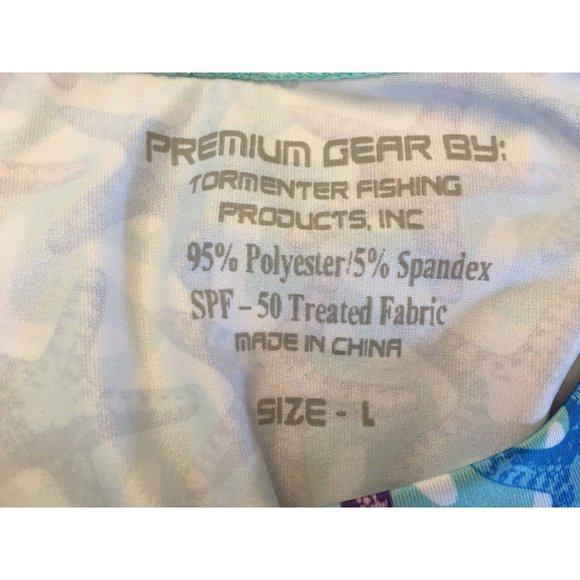 PREMIUM GEAR BY:
TORMENTER FISHING
PRODUCTS, INC
95% Polyester/5% Spandex
SPF - 50 Treated Fabric
MADE IN CHINA
SIZE - L